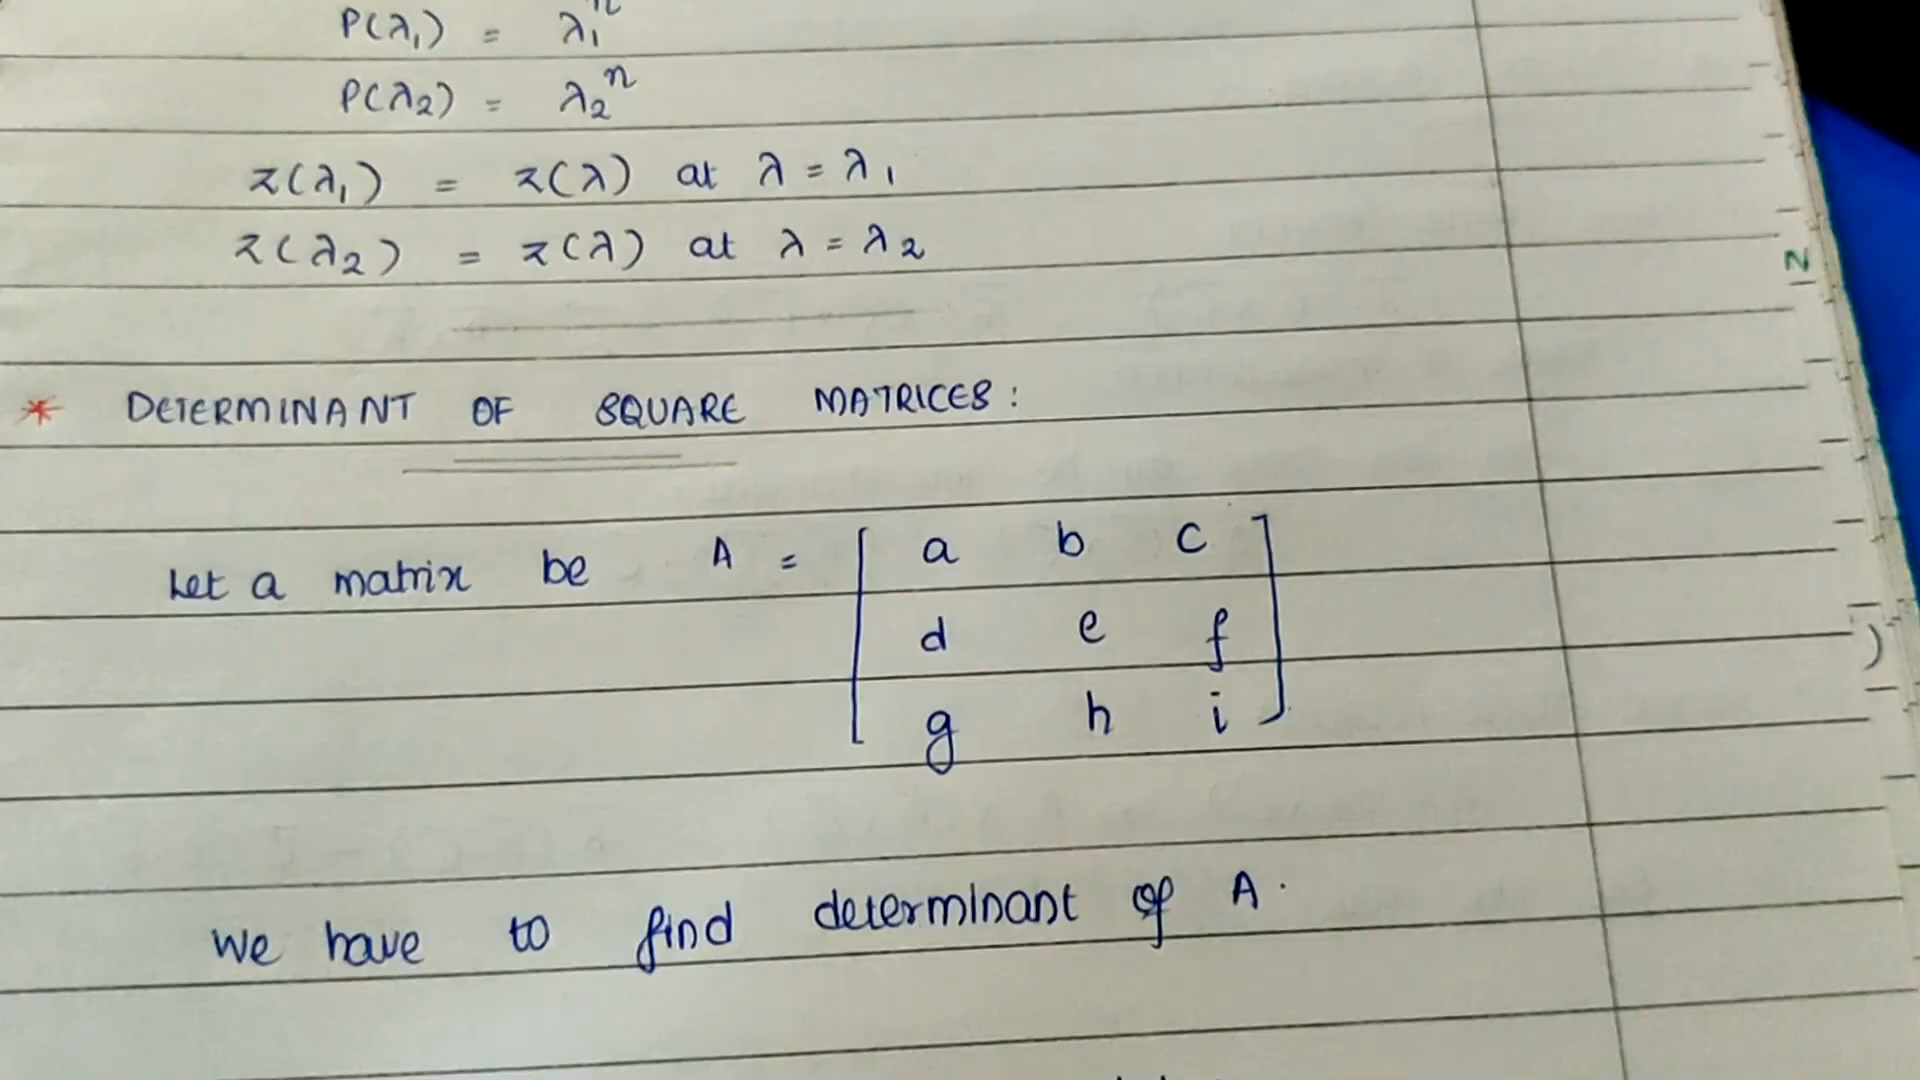 P(λ₁) = λ₁ⁿ
P(λ₂) = λ₂ⁿ
z(λ₁) = z(λ) at λ = λ₁
z(λ₂) = z(λ) at λ = λ₂
* DETERMINANT OF SQUARE MATRICES :
Let a matrix be A = [ a b c
d e f
g h i ]
We have to find determinant of A.
N
)